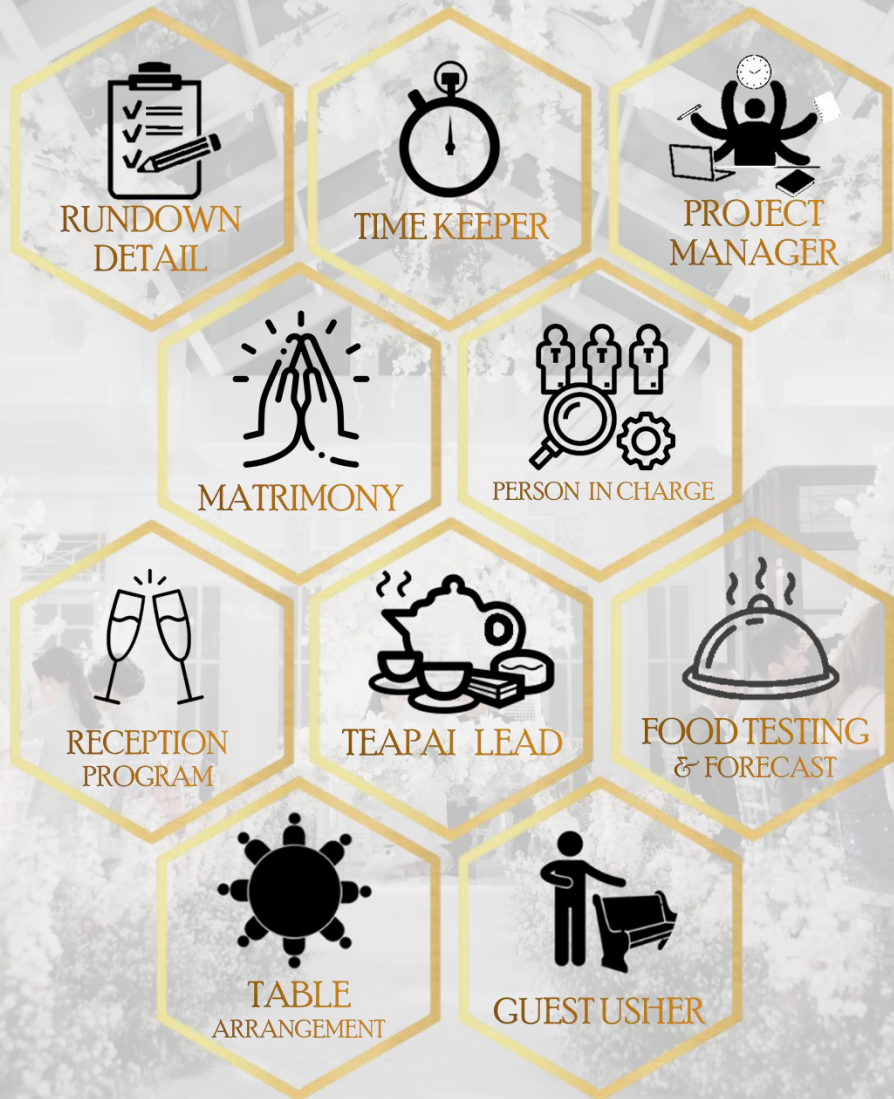 RUNDOWN
DETAIL
TIME KEEPER
PROJECT
MANAGER
MATRIMONY
PERSON IN CHARGE
RECEPTION
PROGRAM
TEAPAI LEAD
FOOD TESTING
& FORECAST
TABLE
ARRANGEMENT
GUEST USHER